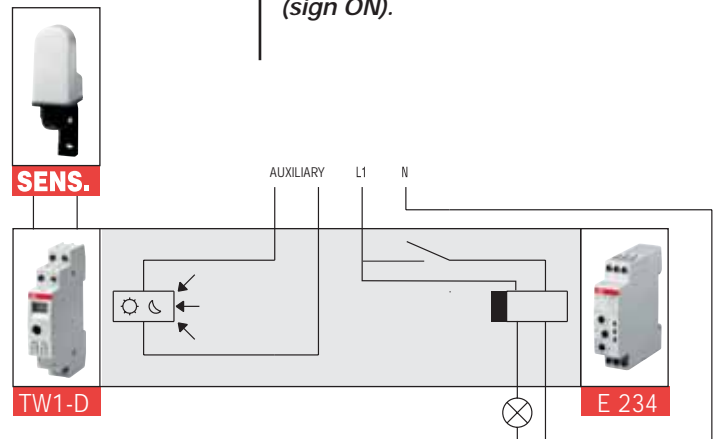 (sign ON).
SENS.
AUXILIARY L1 N
TW1-D
E 234